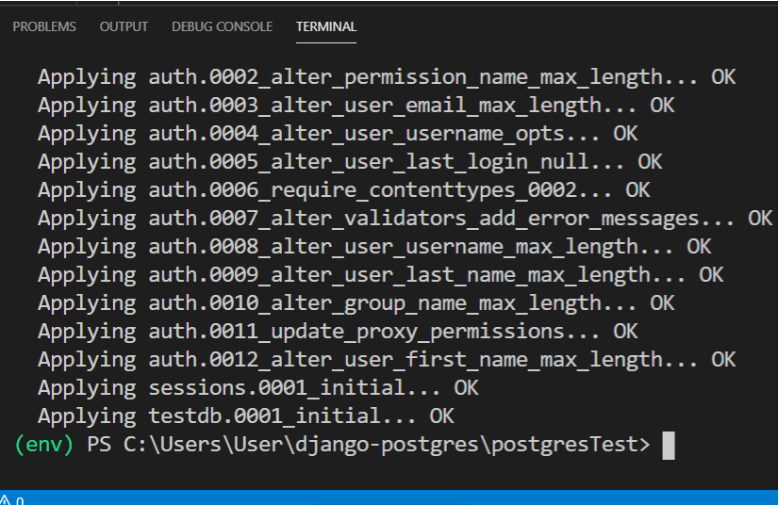 PROBLEMS OUTPUT DEBUG CONSOLE TERMINAL
Applying auth.0002_alter_permission_name_max_length... OK
Applying auth.0003_alter_user_email_max_length... OK
Applying auth.0004_alter_user_username_opts... OK
Applying auth.0005_alter_user_last_login_null... OK
Applying auth.0006_require_contenttypes_0002... OK
Applying auth.0007_alter_validators_add_error_messages... OK
Applying auth.0008_alter_user_username_max_length... OK
Applying auth.0009_alter_user_last_name_max_length... OK
Applying auth.0010_alter_group_name_max_length... OK
Applying auth.0011_update_proxy_permissions... OK
Applying auth.0012_alter_user_first_name_max_length... OK
Applying sessions.0001_initial... OK
Applying testdb.0001_initial... OK
(env) PS C:\Users\User\django-postgres\postgresTest>
0